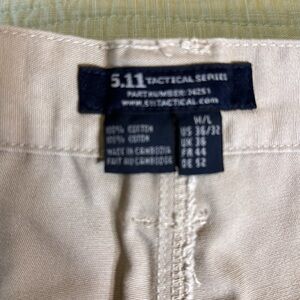 5.11 TACTICAL SERIES
PART NUMBER: 74251
www.511TACTICAL.com
100% COTTON
100% COTON
MADE IN CAMBODIA
FAIT AU CAMBODGE
W/L
US 36/32
UK 36
FR 46
DE 52